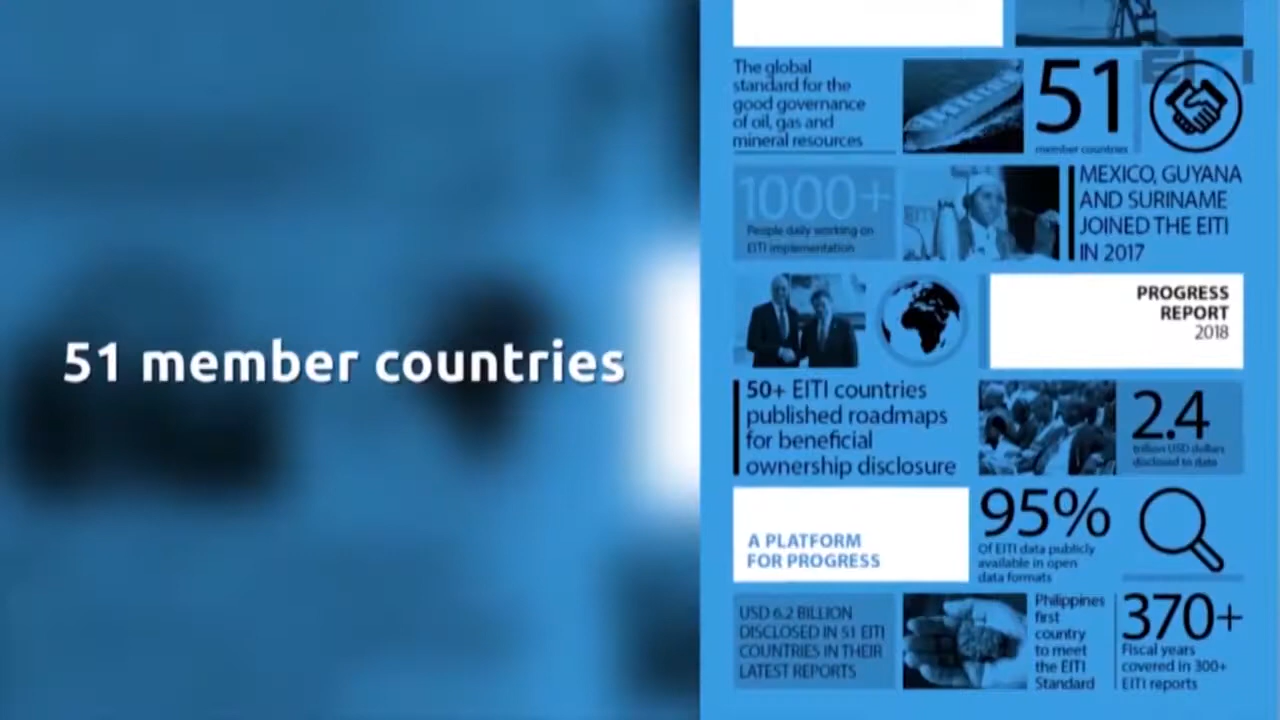 51 member countries
EITI
The global
standard for the
good governance
of oil, gas and
mineral resources
51
member countries
1000+
People daily working on
EITI implementation
EITI
MEXICO, GUYANA
AND SURINAME
JOINED THE EITI
IN 2017
PROGRESS
REPORT
2018
50+ EITI countries
published roadmaps
for beneficial
ownership disclosure
2.4
trillion USD dollars
disclosed to date
A PLATFORM
FOR PROGRESS
95%
Of EITI data publicly
available in open
data formats
USD 6.2 BILLION
DISCLOSED IN 51 EITI
COUNTRIES IN THEIR
LATEST REPORTS
Philippines
first
country
to meet
the EITI
Standard
370+
Fiscal years
covered in 300+
EITI reports